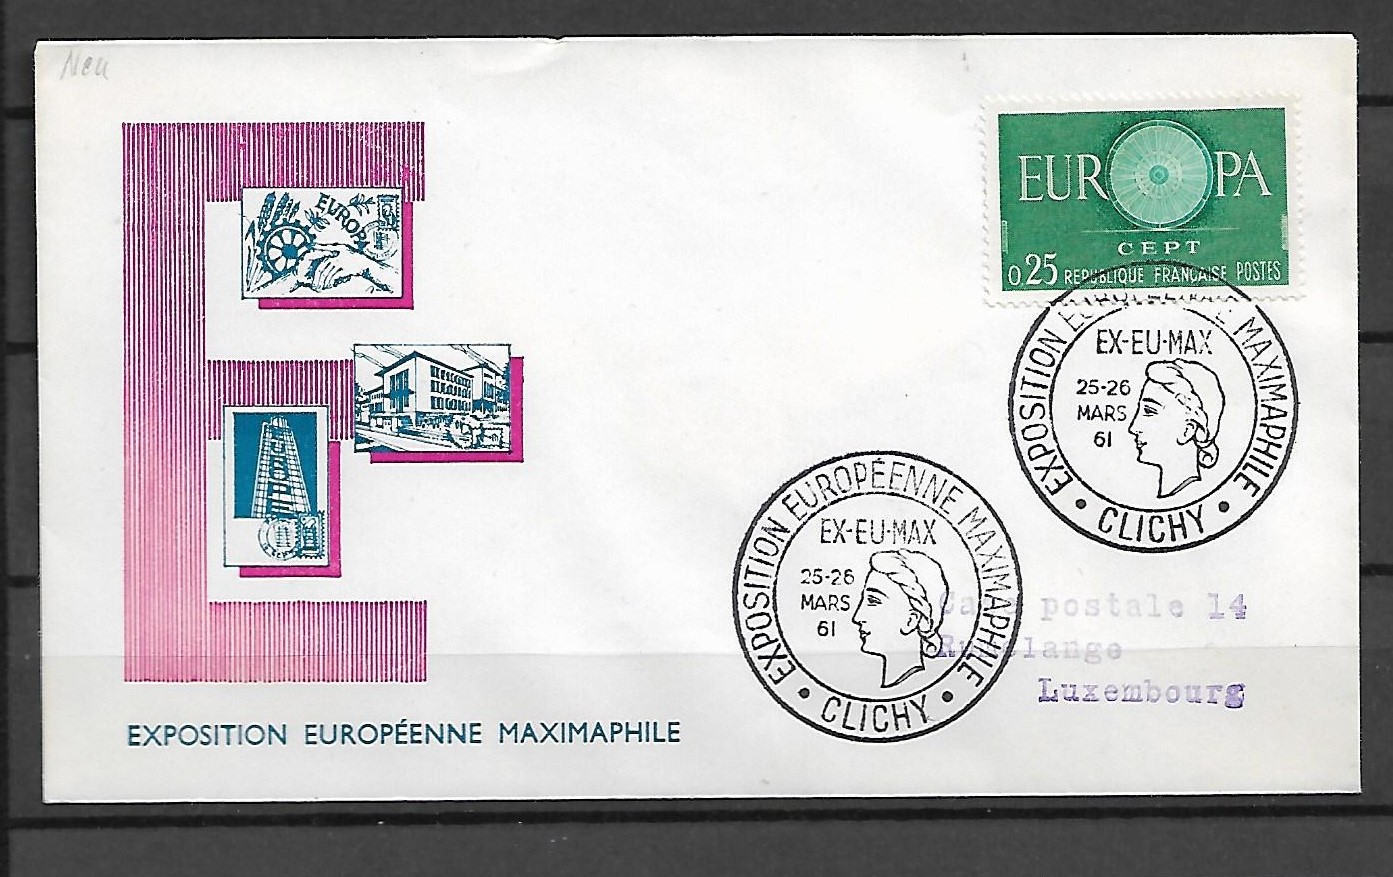 Neu
EUROPA
CEPT
0,25 REPUBLIQUE FRANÇAISE POSTES
EXPOSITION EUROPÉENNE MAXIMAPHILE
EX-EU-MAX
25-26
MARS
61
• CLICHY •
EUROPA
EXPOSITION EUROPÉENNE MAXIMAPHILE
EX-EU-MAX
25-26
MARS
61
• CLICHY •
postale 14
Luxembourg
EXPOSITION EUROPÉENNE MAXIMAPHILE